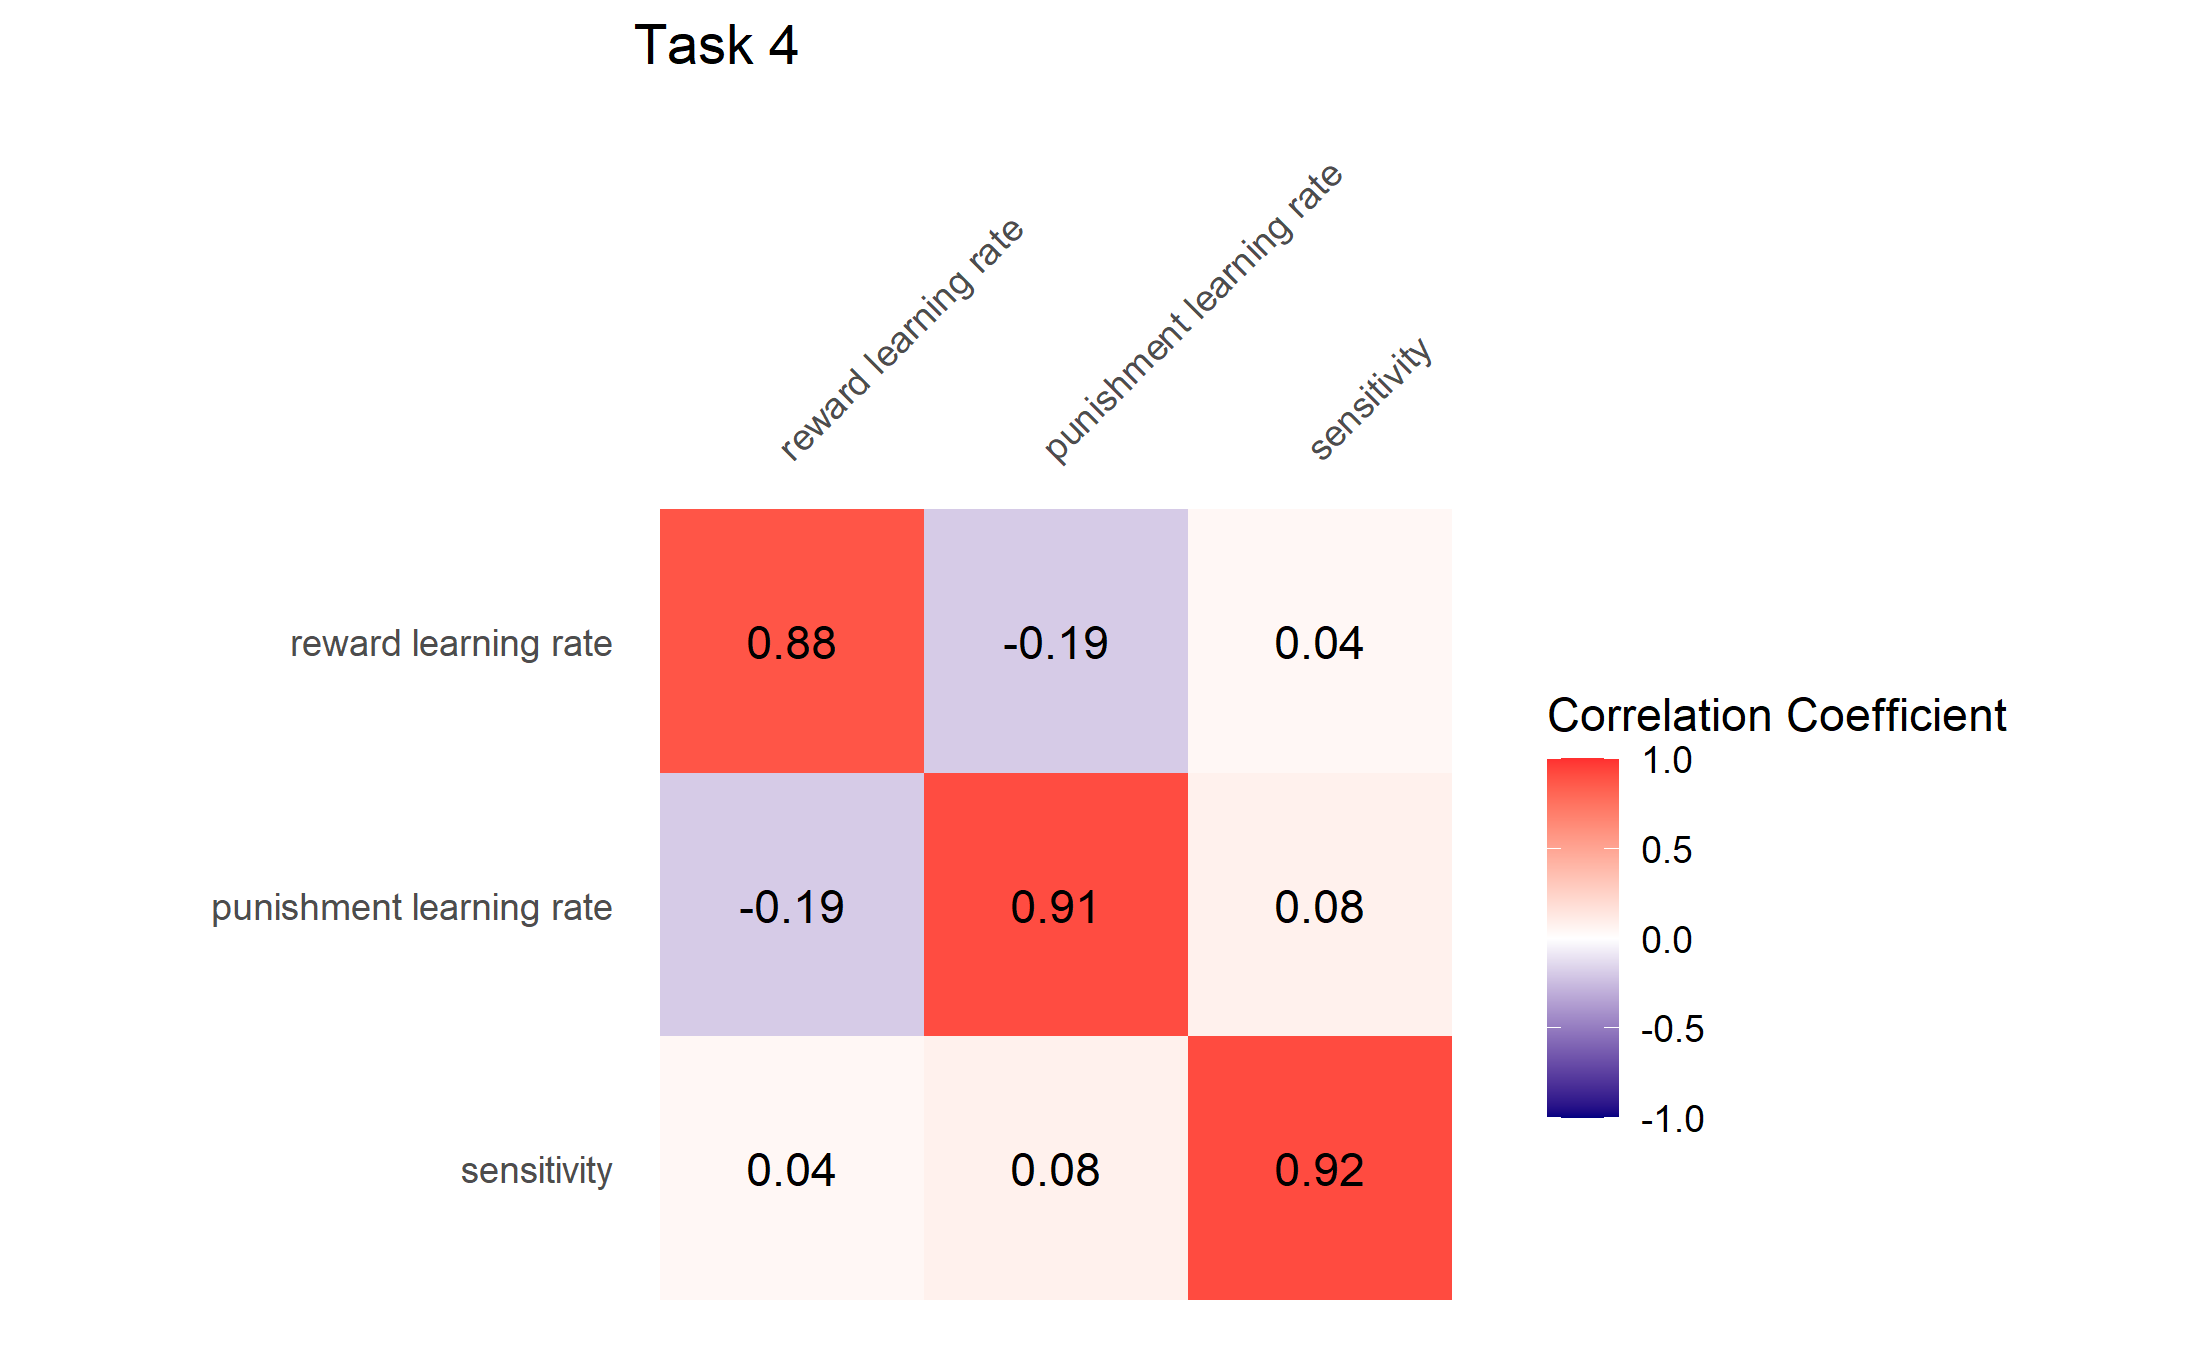 Task 4
reward learning rate
punishment learning rate
sensitivity
reward learning rate
0.88
-0.19
0.04
punishment learning rate
-0.19
0.91
0.08
sensitivity
0.04
0.08
0.92
Correlation Coefficient
1.0
0.5
0.0
-0.5
-1.0